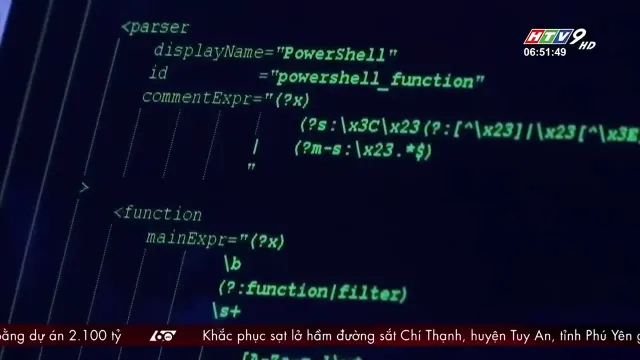 <parser
displayName="PowerShell"
id ="powershell_function"
commentExpr="(?x)
(?s:\x3C\x23(?:[^\x23]|\x23[^\x3E
| (?m-s:\x23.*$)
"
>
<function
mainExpr="(?x)
\b
(?:function|filter)
\s+
HTV9 HD
06:51:49
bằng dự án 2.100 tỷ 60 Khắc phục sạt lở hầm đường sắt Chí Thạnh, huyện Tuy An, tỉnh Phú Yên